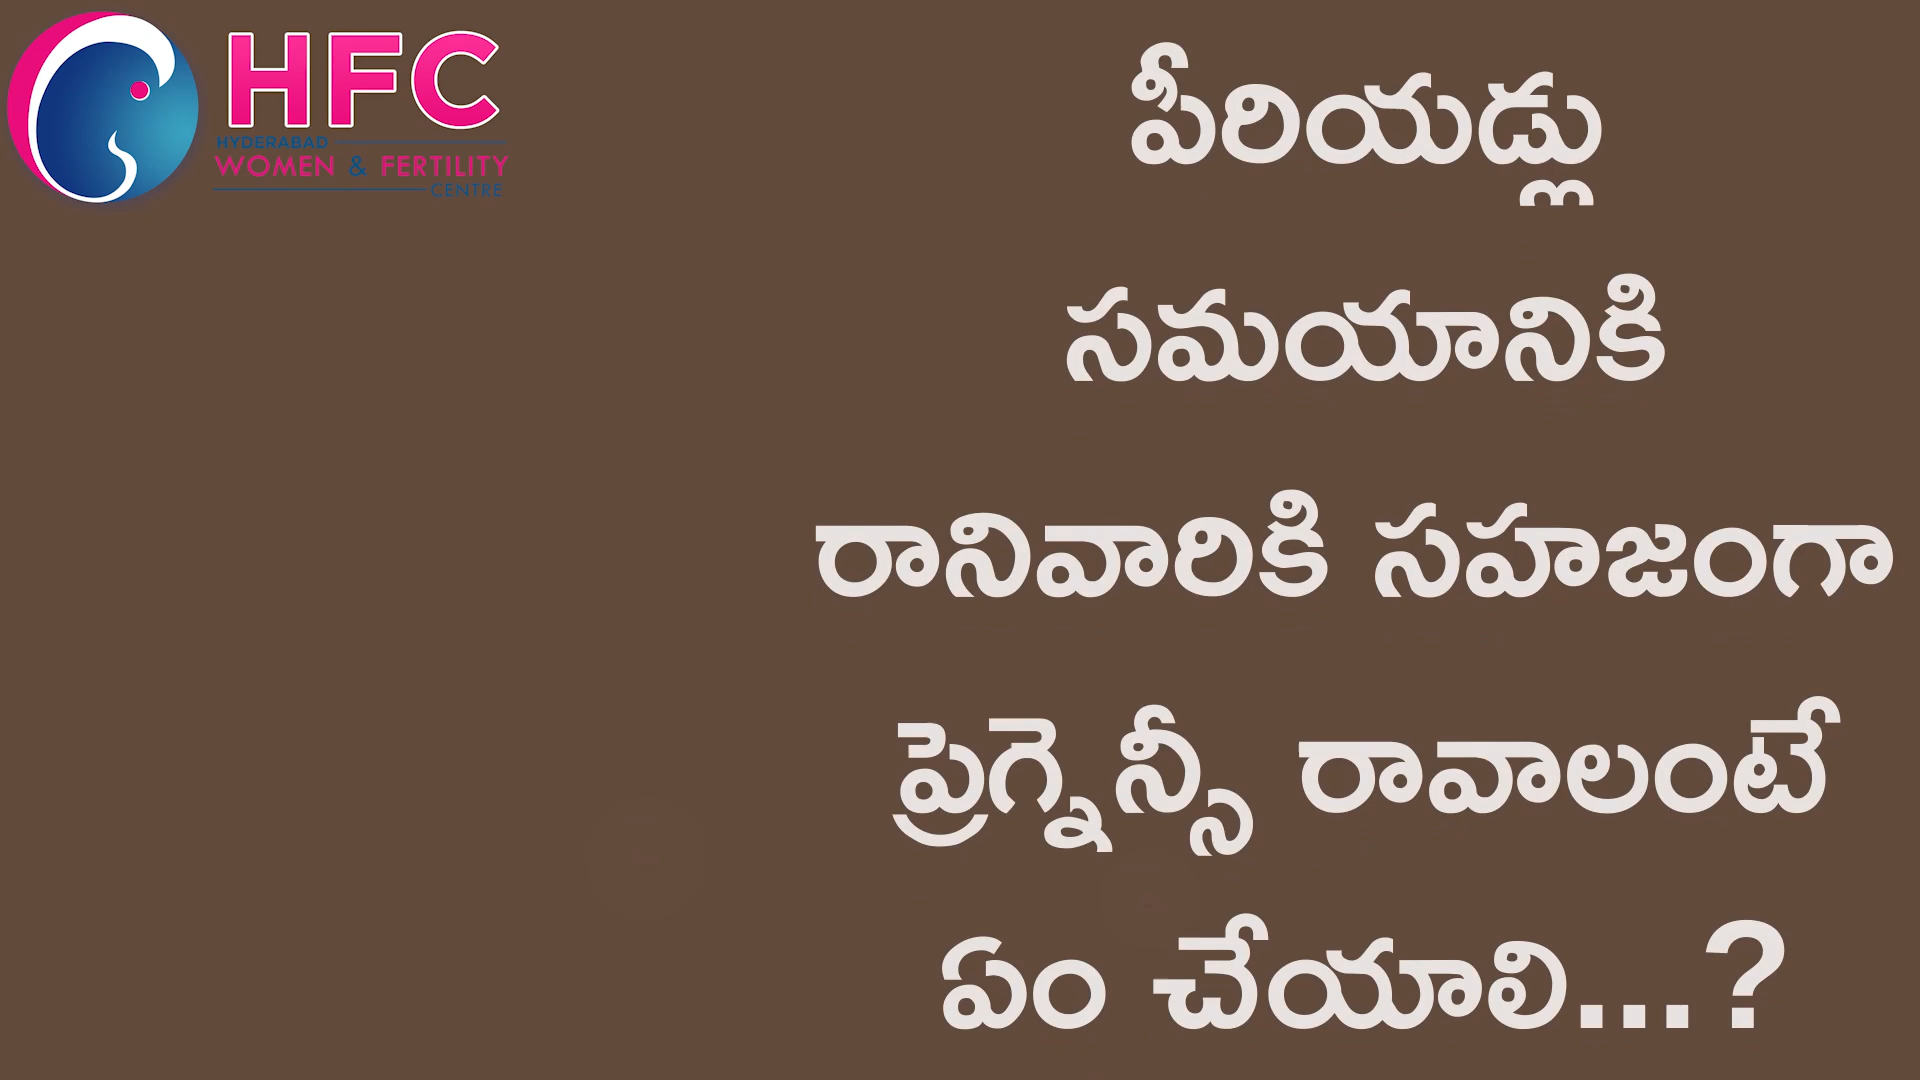 HFC
HYDERABAD
WOMEN & FERTILITY
CENTRE
పీరియడ్లు
సమయానికి
రానివారికి సహజంగా
ప్రెగ్నెన్సీ రావాలంటే
ఏం చేయాలి...?